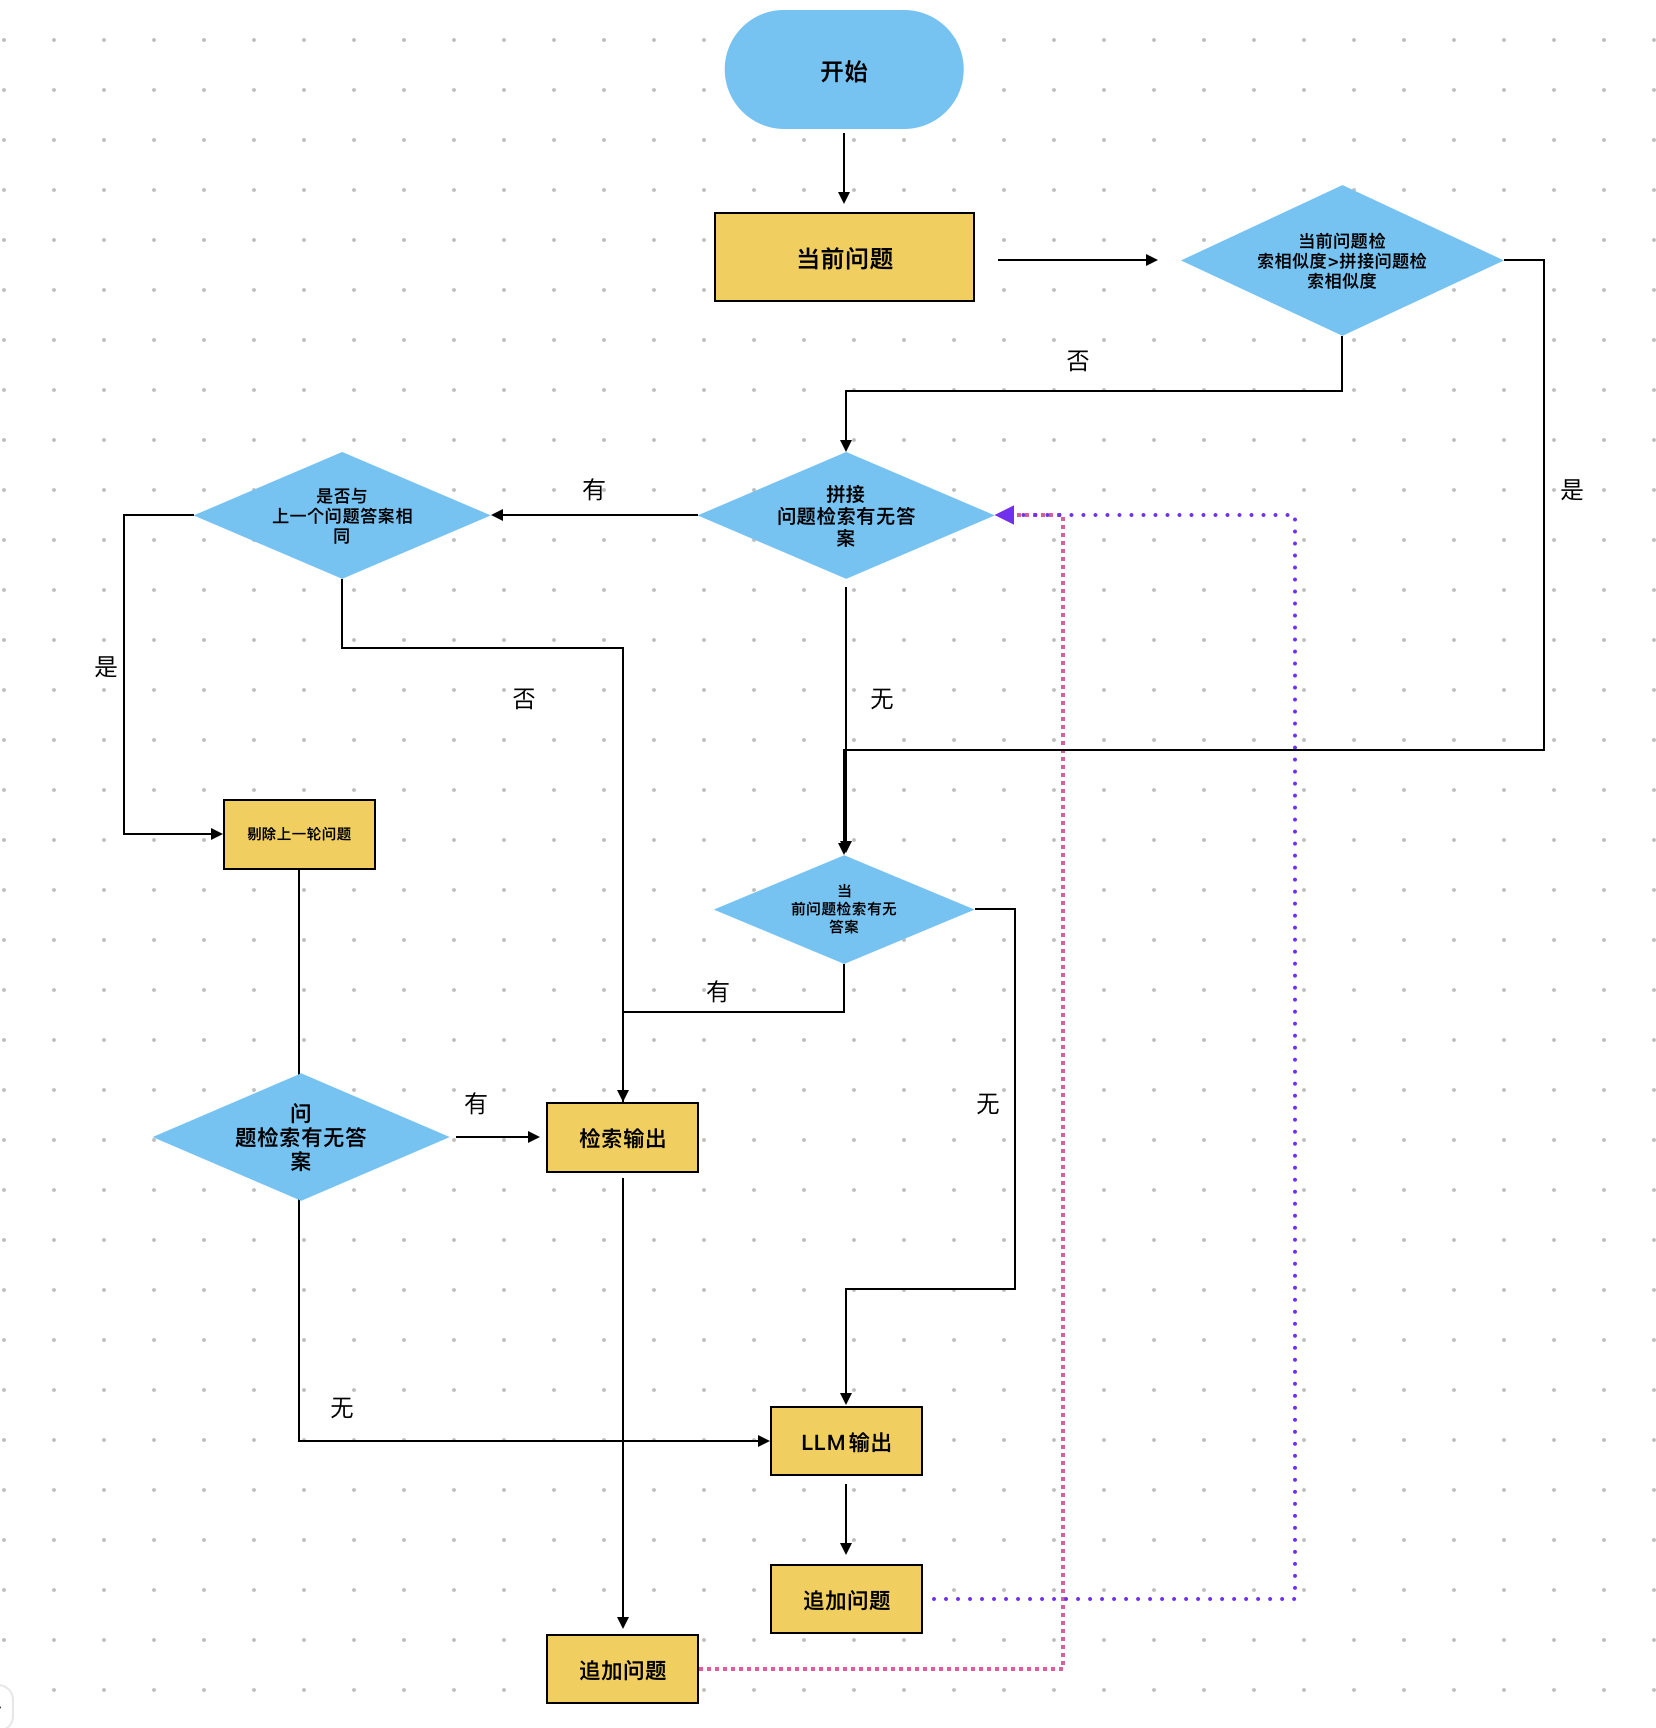 开始
当前问题
当前问题检
索相似度>拼接问题检
索相似度
否
是
是否与
上一个问题答案相
同
有
拼接
问题检索有无答
案
是
否
无
剔除上一轮问题
当
前问题检索有无
答案
有
问
题检索有无答
案
有
检索输出
无
无
LLM输出
追加问题
追加问题